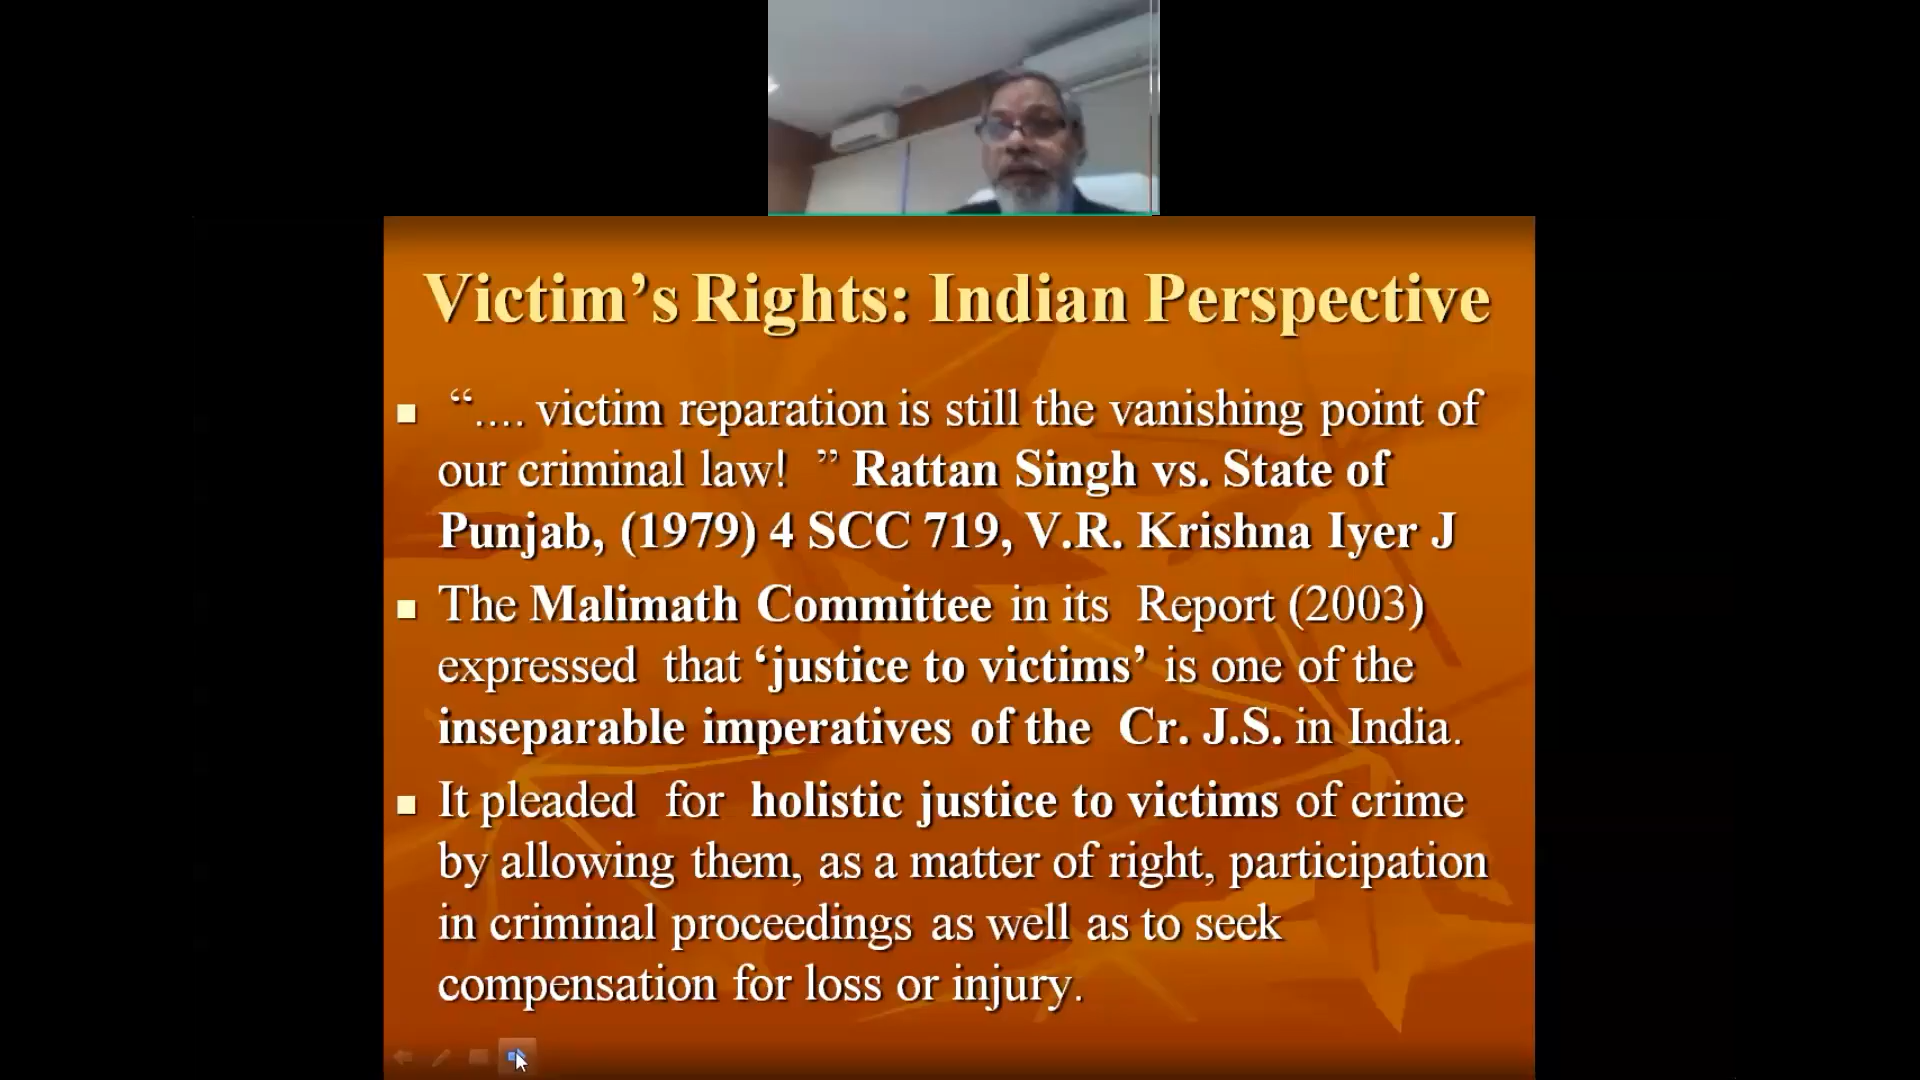 Victim’s Rights: Indian Perspective
“.... victim reparation is still the vanishing point of
our criminal law! ” Rattan Singh vs. State of
Punjab, (1979) 4 SCC 719, V.R. Krishna Iyer J
The Malimath Committee in its Report (2003)
expressed that ‘justice to victims’ is one of the
inseparable imperatives of the Cr. J.S. in India.
It pleaded for holistic justice to victims of crime
by allowing them, as a matter of right, participation
in criminal proceedings as well as to seek
compensation for loss or injury.